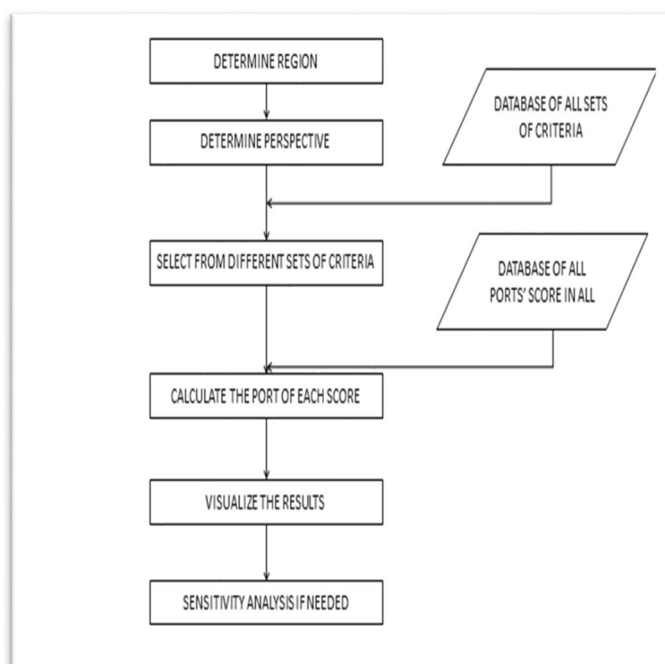 DETERMINE REGION
DETERMINE PERSPECTIVE
DATABASE OF ALL SETS
OF CRITERIA
SELECT FROM DIFFERENT SETS OF CRITERIA
DATABASE OF ALL
PORTS' SCORE IN ALL
CALCULATE THE PORT OF EACH SCORE
VISUALIZE THE RESULTS
SENSITIVITY ANALYSIS IF NEEDED